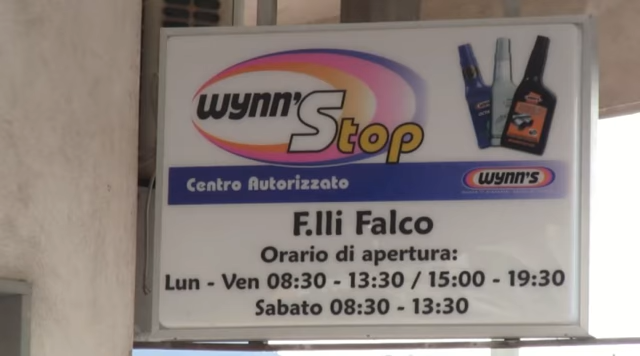 wynn's Stop
Centro Autorizzato
wynn's
F.lli Falco
Orario di apertura:
Lun - Ven 08:30 - 13:30 / 15:00 - 19:30
Sabato 08:30 - 13:30